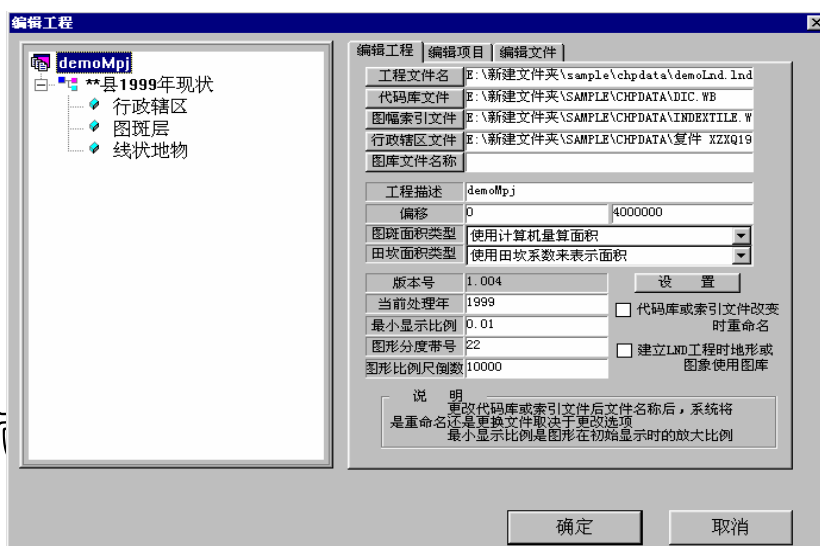 编辑工程
demoMpj
**县1999年现状
行政辖区
图斑层
线状地物
编辑工程 编辑项目 编辑文件
工程文件名 E:\新建文件夹\sample\chpdata\demoLnd.lnd
代码库文件 E:\新建文件夹\SAMPLE\CHPDATA\DIC.WB
图幅索引文件 E:\新建文件夹\SAMPLE\CHPDATA\INDEXTILE.W
行政辖区文件 E:\新建文件夹\SAMPLE\CHPDATA\复件 XZXQ19
图库文件名称
工程描述 demoMpj
偏移 0 4000000
图斑面积类型 使用计算机量算面积
田坎面积类型 使用田坎系数来表示面积
版本号 1.004 设 置
当前处理年 1999
代码库或索引文件改变
时重命名
最小显示比例 0.01
图形分度带号 22
建立LND工程时地形或
图象使用图库
图形比例尺倒数 10000
说 明
更改代码库或索引文件后文件名称后，系统将
是重命名还是更换文件取决于更改选项
最小显示比例是图形在初始显示时的放大比例
确定 取消